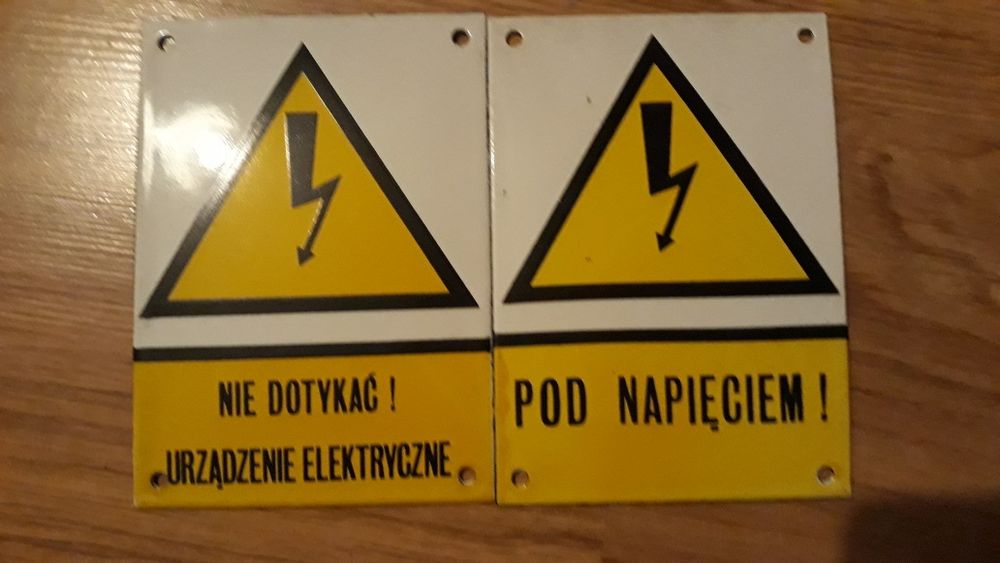 NIE DOTYKAĆ !
URZĄDZENIE ELEKTRYCZNE
POD NAPIĘCIEM !